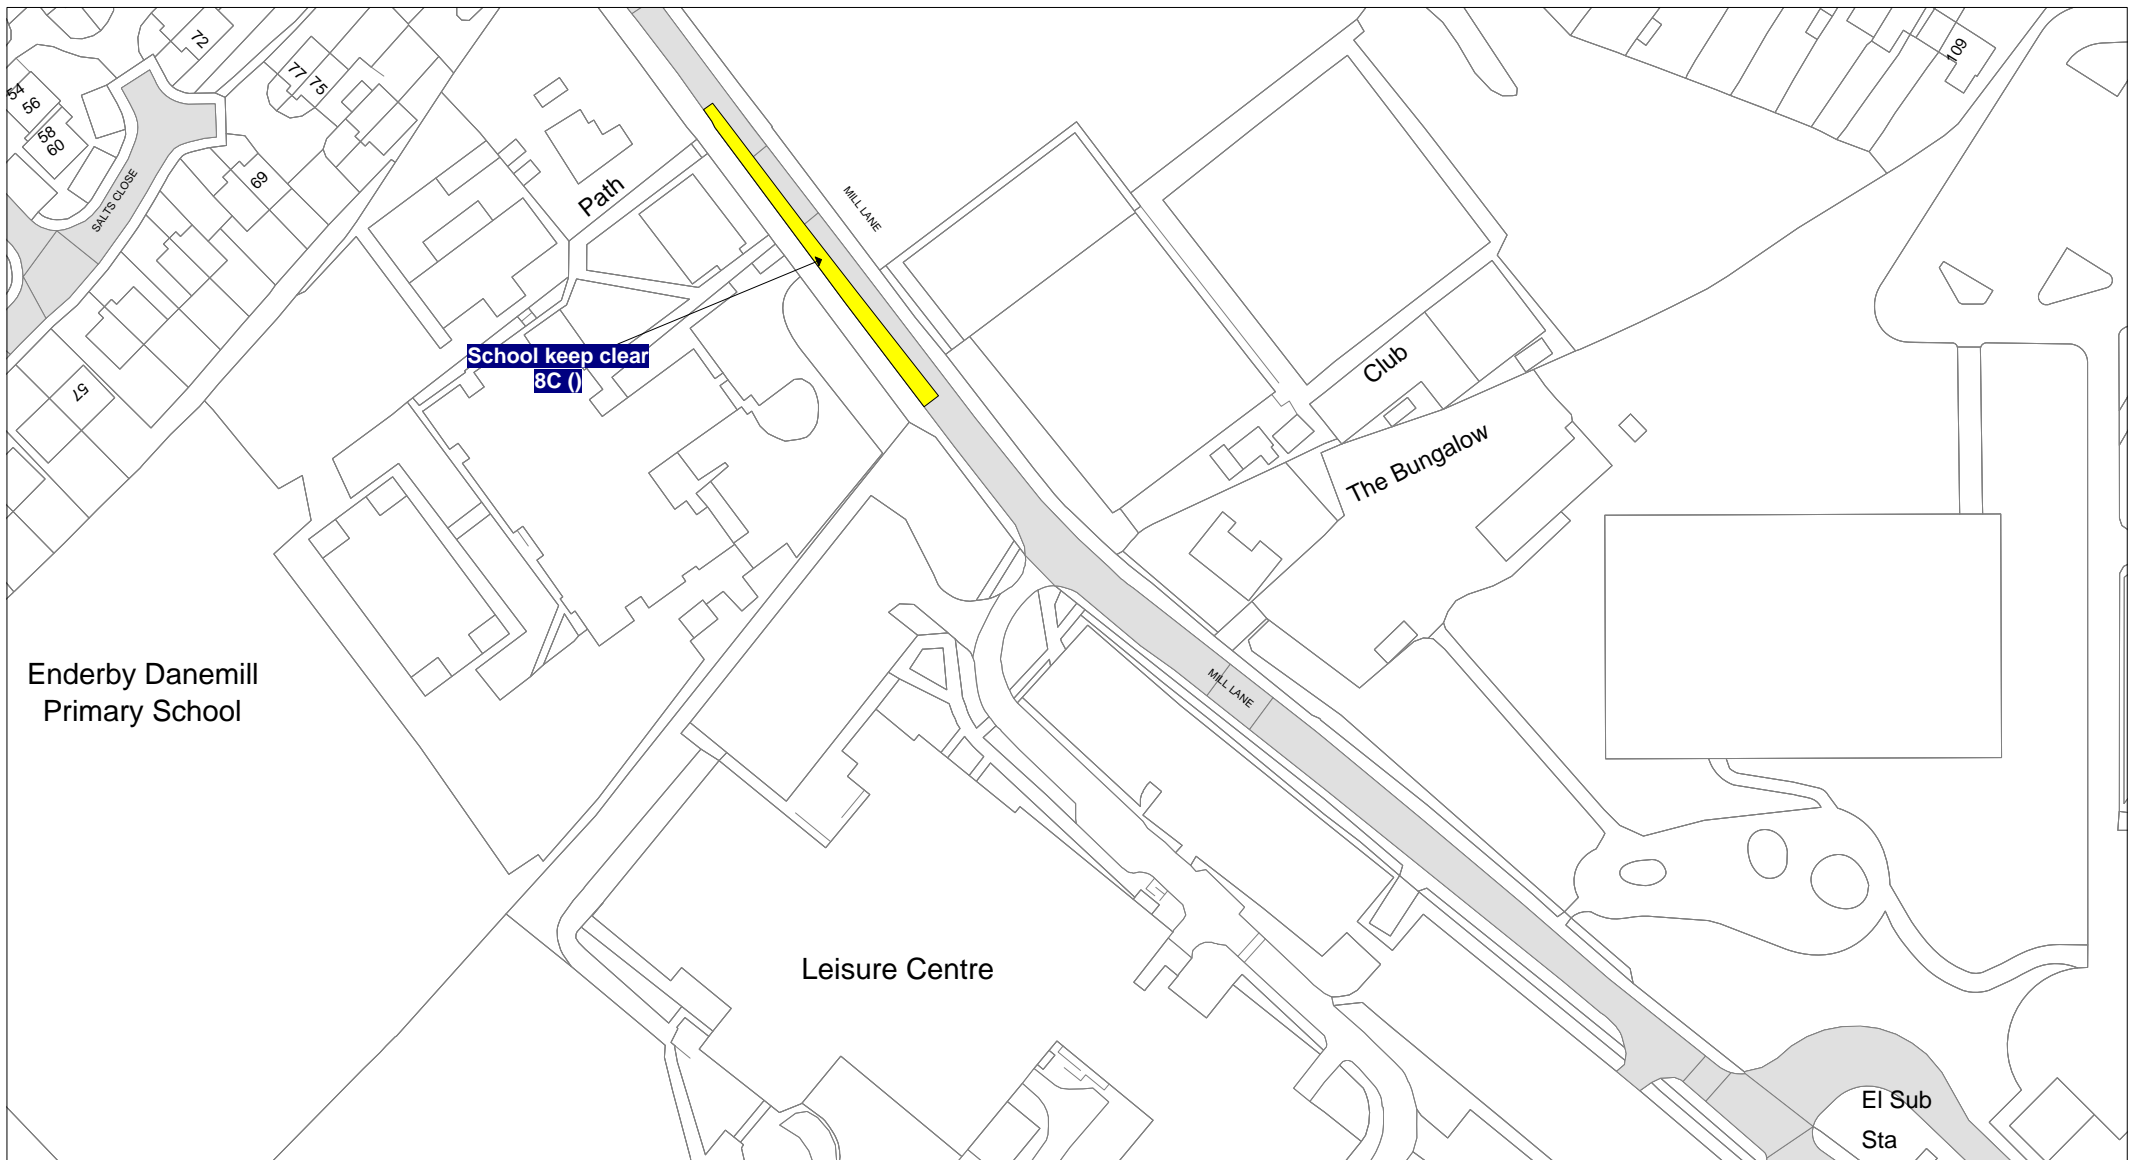 72
77
75
54
56
58
60
69
SALTS CLOSE
57
Path
MILL LANE
109
School keep clear
8C ()
Club
The Bungalow
Enderby Danemill
Primary School
MILL LANE
Leisure Centre
El Sub
Sta